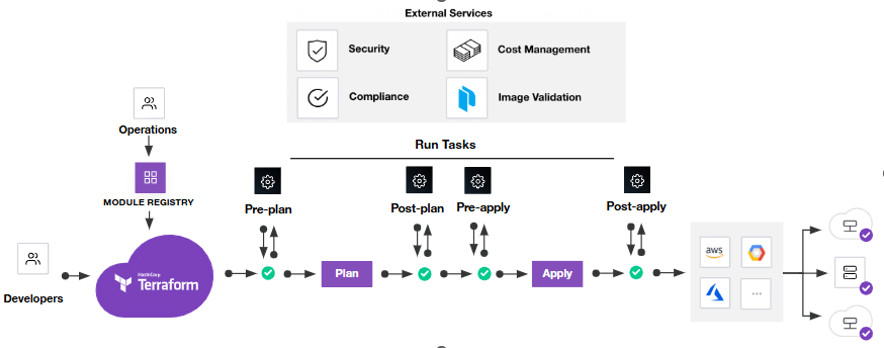 External Services
Security
Cost Management
Compliance
Image Validation
Operations
Run Tasks
MODULE REGISTRY
Pre-plan
Post-plan
Pre-apply
Post-apply
Developers
HashiCorp
Terraform
Plan
Apply
aws